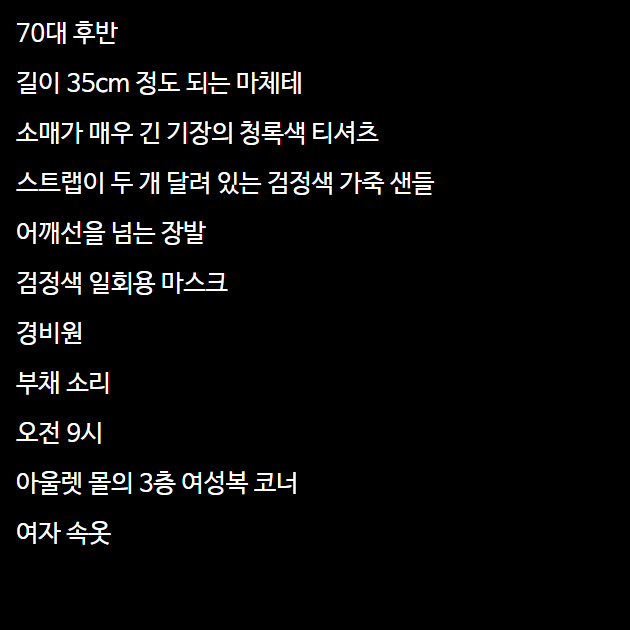 70대 후반
길이 35cm 정도 되는 마체테
소매가 매우 긴 기장의 청록색 티셔츠
스트랩이 두 개 달려 있는 검정색 가죽 샌들
어깨선을 넘는 장발
검정색 일회용 마스크
경비원
부채 소리
오전 9시
아울렛 몰의 3층 여성복 코너
여자 속옷